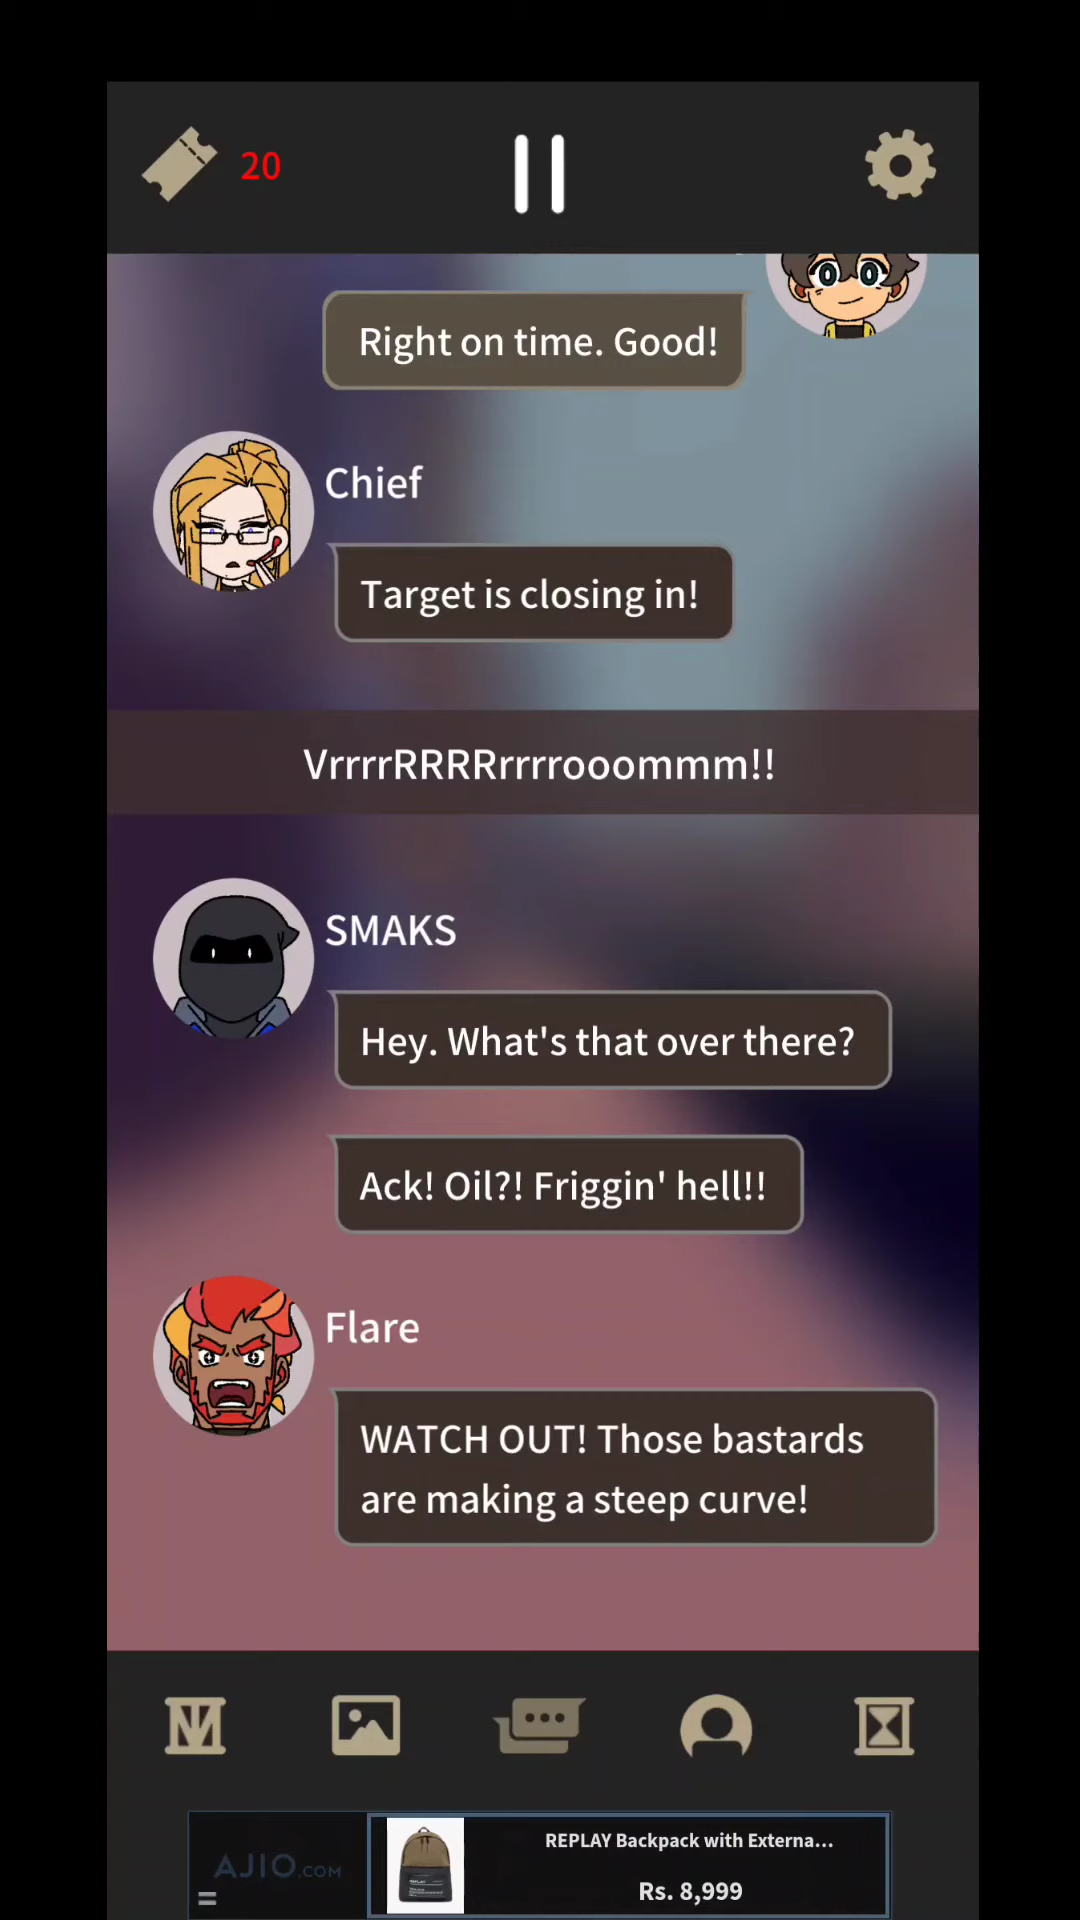 20
Right on time. Good!
Chief
Target is closing in!
VrrrrRRRRrrrrooommm!!
SMAKS
Hey. What's that over there?
Ack! Oil?! Friggin' hell!!
Flare
WATCH OUT! Those bastards
are making a steep curve!
AJIO.COM
REPLAY Backpack with Externa...
Rs. 8,999